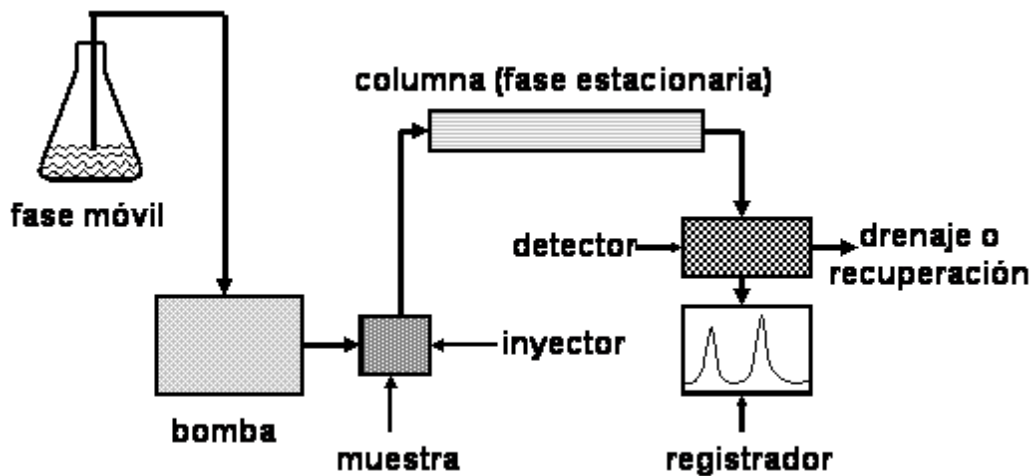 fase móvil
columna (fase estacionaria)
detector
drenaje o
recuperación
bomba
inyector
muestra
registrador